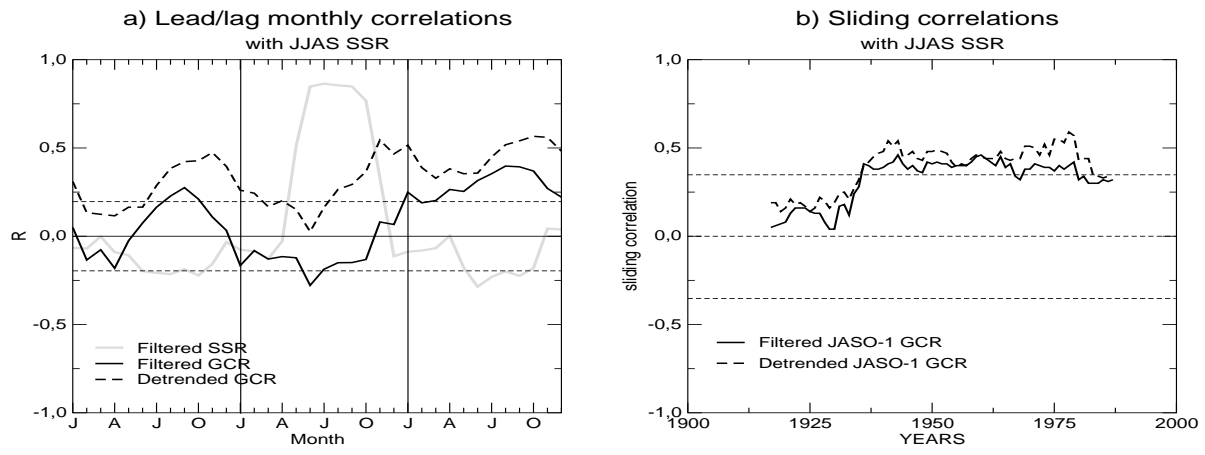 a) Lead/lag monthly correlations
with JJAS SSR
1,0
0,5
0,0
-0,5
-1,0
R
Filtered SSR
Filtered GCR
Detrended GCR
J A J O J A J O J A J O
Month
b) Sliding correlations
with JJAS SSR
1,0
0,5
0,0
-0,5
-1,0
sliding correlation
Filtered JASO-1 GCR
Detrended JASO-1 GCR
1900 1925 1950 1975 2000
YEARS